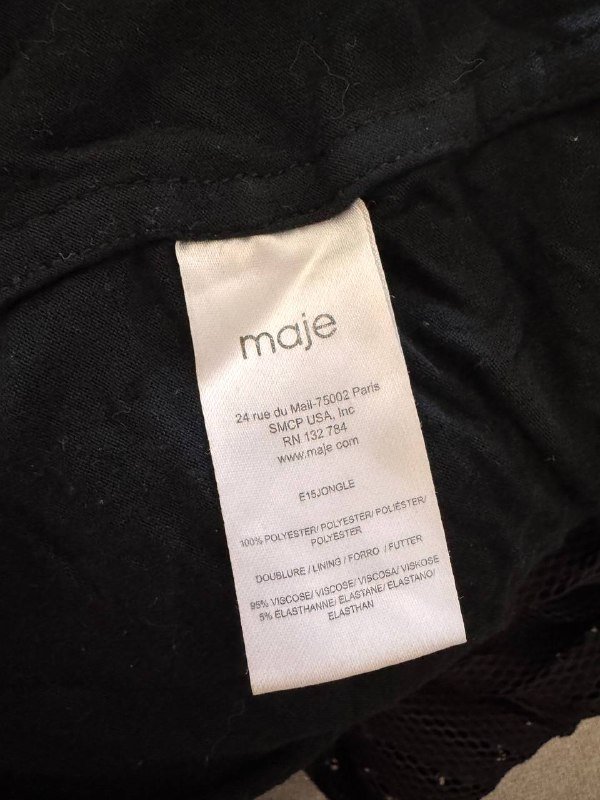 maje
24 rue du Mail-75002 Paris
SMCP USA, Inc
RN 132 784
www.maje com
E15JONGLE
100% POLYESTER/ POLYESTER/ POLIÉSTER/
POLYESTER
DOUBLURE / LINING / FORRO / FUTTER
95% VISCOSE/ VISCOSE/ VISCOSA/ VISKOSE
5% ÉLASTHANNE/ ELASTANE/ ELASTANO/
ELASTHAN